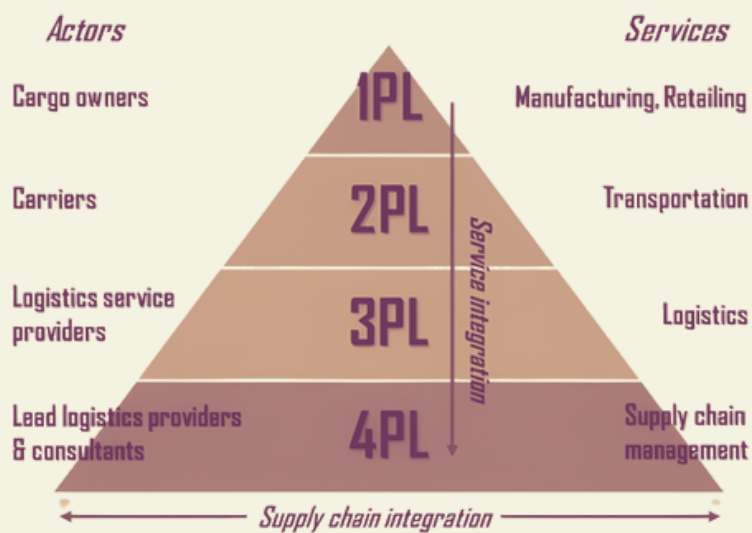 Actors
Services
Cargo owners
1PL
Manufacturing, Retailing
Carriers
2PL
Transportation
Service integration
Logistics service
providers
3PL
Logistics
Lead logistics providers
& consultants
4PL
Supply chain
management
Supply chain integration